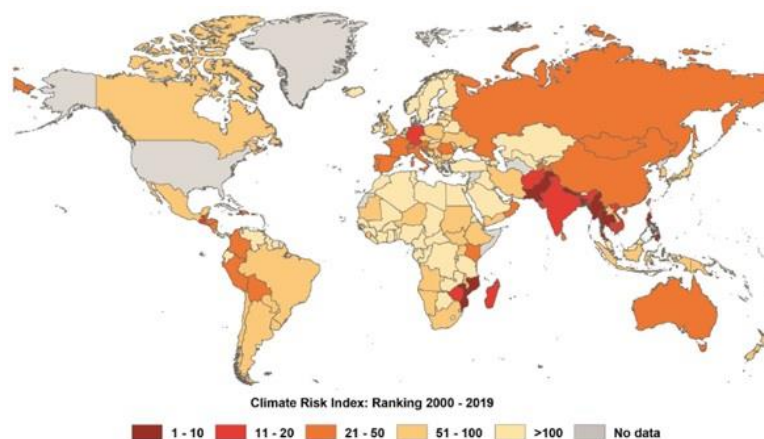 Climate Risk Index: Ranking 2000 - 2019
1 - 10 11 - 20 21 - 50 51 - 100 >100 No data